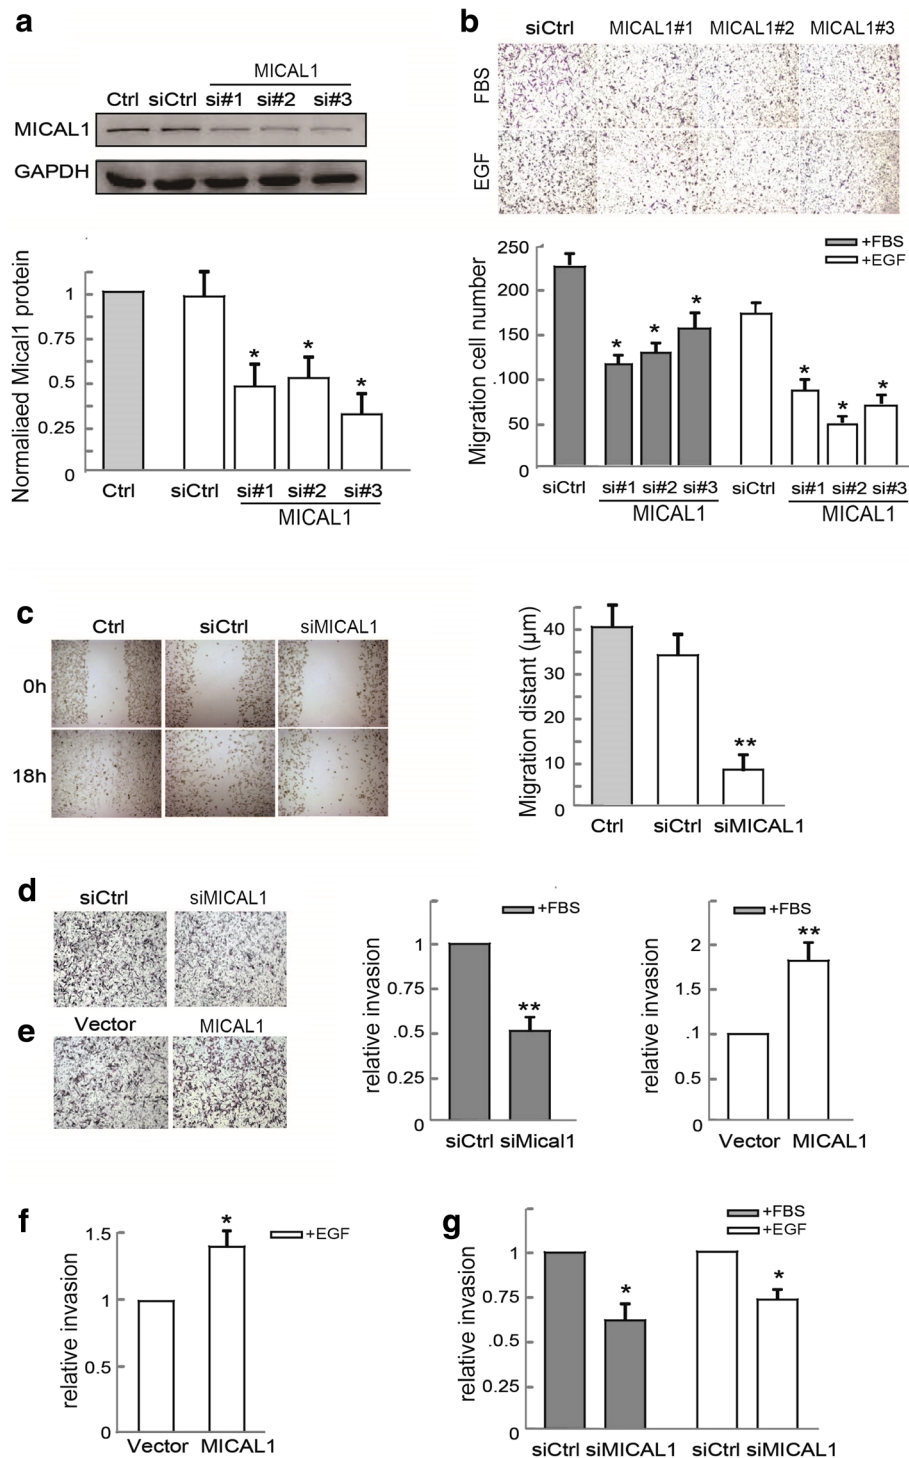 a
MICAL1
Ctrl siCtrl si#1 si#2 si#3
MICAL1
GAPDH
Normaliaed Mical1 protein
1
0.75
0.5
0.25
0
Ctrl siCtrl si#1 si#2 si#3
MICAL1
* * *
b
siCtrl MICAL1#1 MICAL1#2 MICAL1#3
FBS
EGF
+FBS
+EGF
Migration cell number
250
200
150
.100
50
0
* * * * * *
siCtrl si#1 si#2 si#3 siCtrl si#1 si#2 si#3
MICAL1 MICAL1
c
Ctrl siCtrl siMICAL1
0h
18h
Migration distant (μm)
40
30
20
10
0
**
Ctrl siCtrl siMICAL1
d
siCtrl siMICAL1
e
Vector MICAL1
+FBS
relative invasion
1
0.75
.0.5
0.25
0
**
siCtrl siMical1
+FBS
relative invasion
2
1.5
.1
0.5
0
**
Vector MICAL1
f
+EGF
relative invasion
1.5
1
0.5
0
*
Vector MICAL1
g
+FBS
+EGF
relative invasion
1
0.75
.0.5
0.25
0
* *
siCtrl siMICAL1 siCtrl siMICAL1